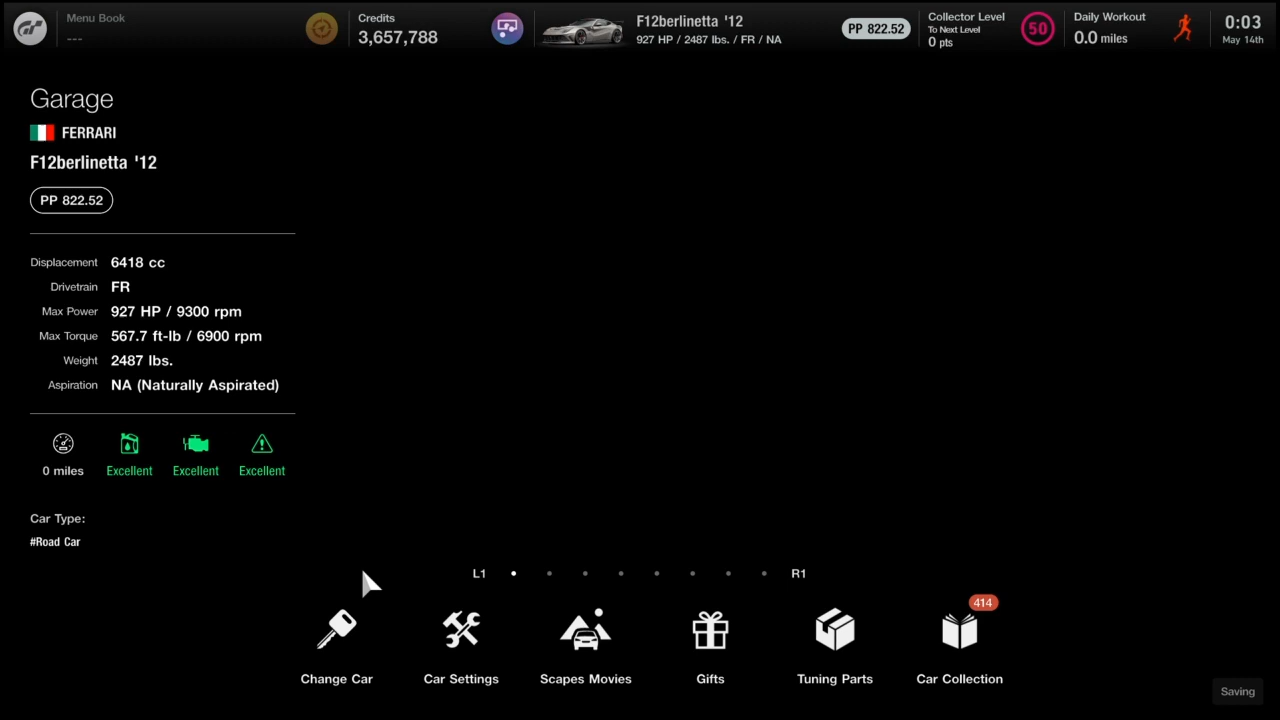 Menu Book
---
Credits
3,657,788
F12berlinetta '12
927 HP / 2487 lbs. / FR / NA
PP 822.52
Collector Level
To Next Level
0 pts
50
Daily Workout
0.0 miles
0:03
May 14th
Garage
FERRARI
F12berlinetta '12
PP 822.52
Displacement 6418 cc
Drivetrain FR
Max Power 927 HP / 9300 rpm
Max Torque 567.7 ft-lb / 6900 rpm
Weight 2487 lbs.
Aspiration NA (Naturally Aspirated)
0 miles Excellent Excellent Excellent
Car Type:
#Road Car
L1 R1
414
Change Car Car Settings Scapes Movies Gifts Tuning Parts Car Collection
Saving